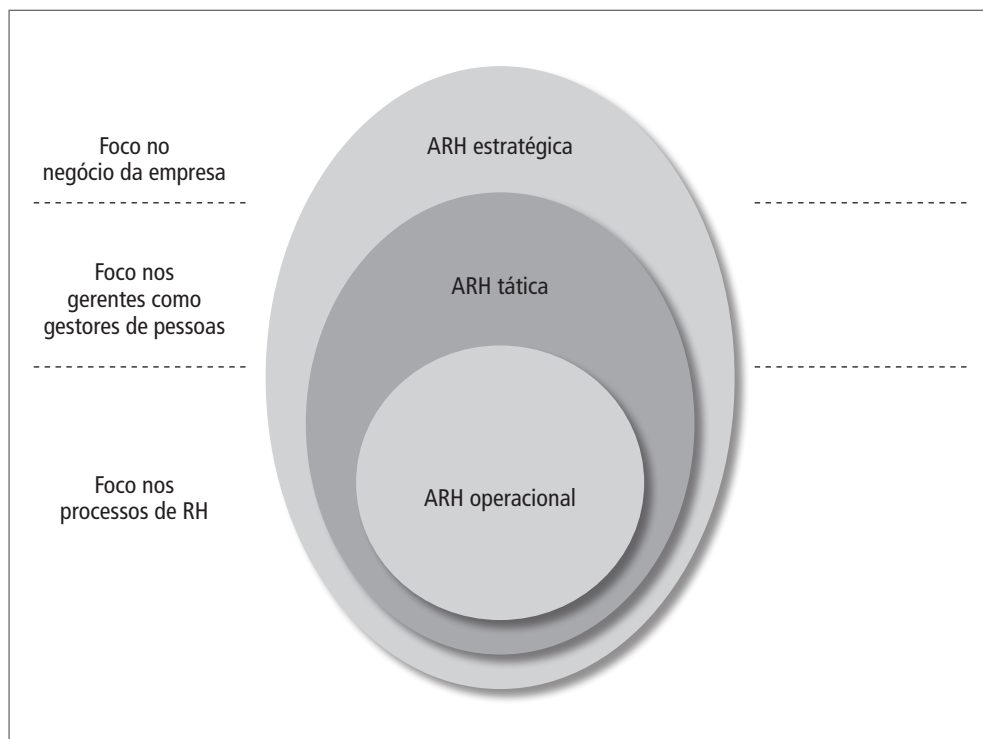 Foco no
negócio da empresa
ARH estratégica
Foco nos
gerentes como
gestores de pessoas
ARH tática
Foco nos
processos de RH
ARH operacional